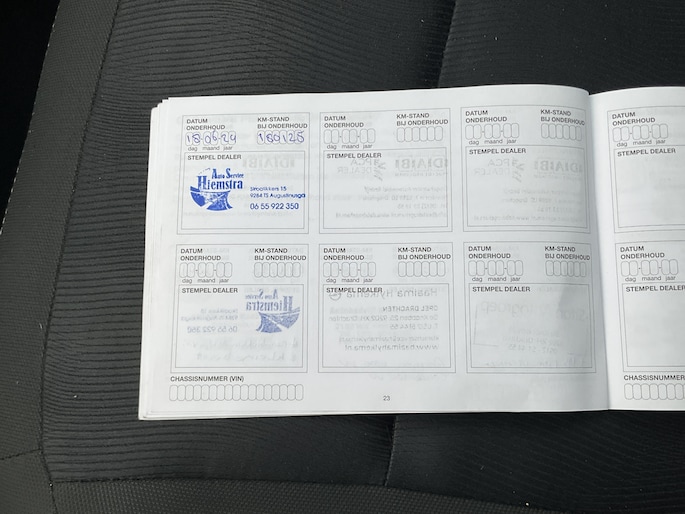 DATUM ONDERHOUD
KM-STAND BIJ ONDERHOUD
18 06 24
180125
dag maand jaar
STEMPEL DEALER
Auto Service
Hiemstra
9284 TS Augustinusga
06 55 922 350
DATUM ONDERHOUD
KM-STAND BIJ ONDERHOUD
dag maand jaar
STEMPEL DEALER
DATUM ONDERHOUD
KM-STAND BIJ ONDERHOUD
dag maand jaar
STEMPEL DEALER
DATUM ONDERHOUD
dag maand jaar
STEMPEL DEALER
DATUM ONDERHOUD
KM-STAND BIJ ONDERHOUD
dag maand jaar
STEMPEL DEALER
DATUM ONDERHOUD
KM-STAND BIJ ONDERHOUD
dag maand jaar
STEMPEL DEALER
DATUM ONDERHOUD
KM-STAND BIJ ONDERHOUD
dag maand jaar
STEMPEL DEALER
DATUM ONDERHOUD
dag maand jaar
STEMPEL DEALER
CHASSISNUMMER (VIN)
CHASSISNUMMER (VIN)
23